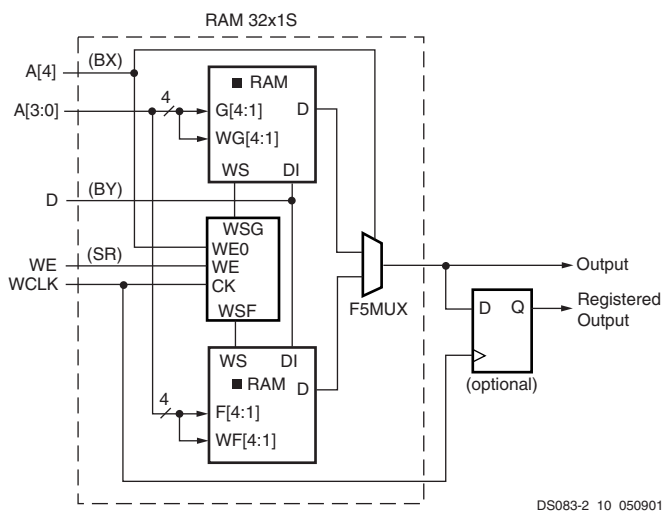 RAM 32x1S
A[4]
(BX)
A[3:0]
4
RAM
G[4:1]
D
WG[4:1]
WS
DI
D
(BY)
WSG
WE0
WE
(SR)
WE
WCLK
CK
WSF
F5MUX
Output
D
Q
Registered
Output
(optional)
WS
DI
RAM
D
4
F[4:1]
WF[4:1]
DS083-2_10_050901